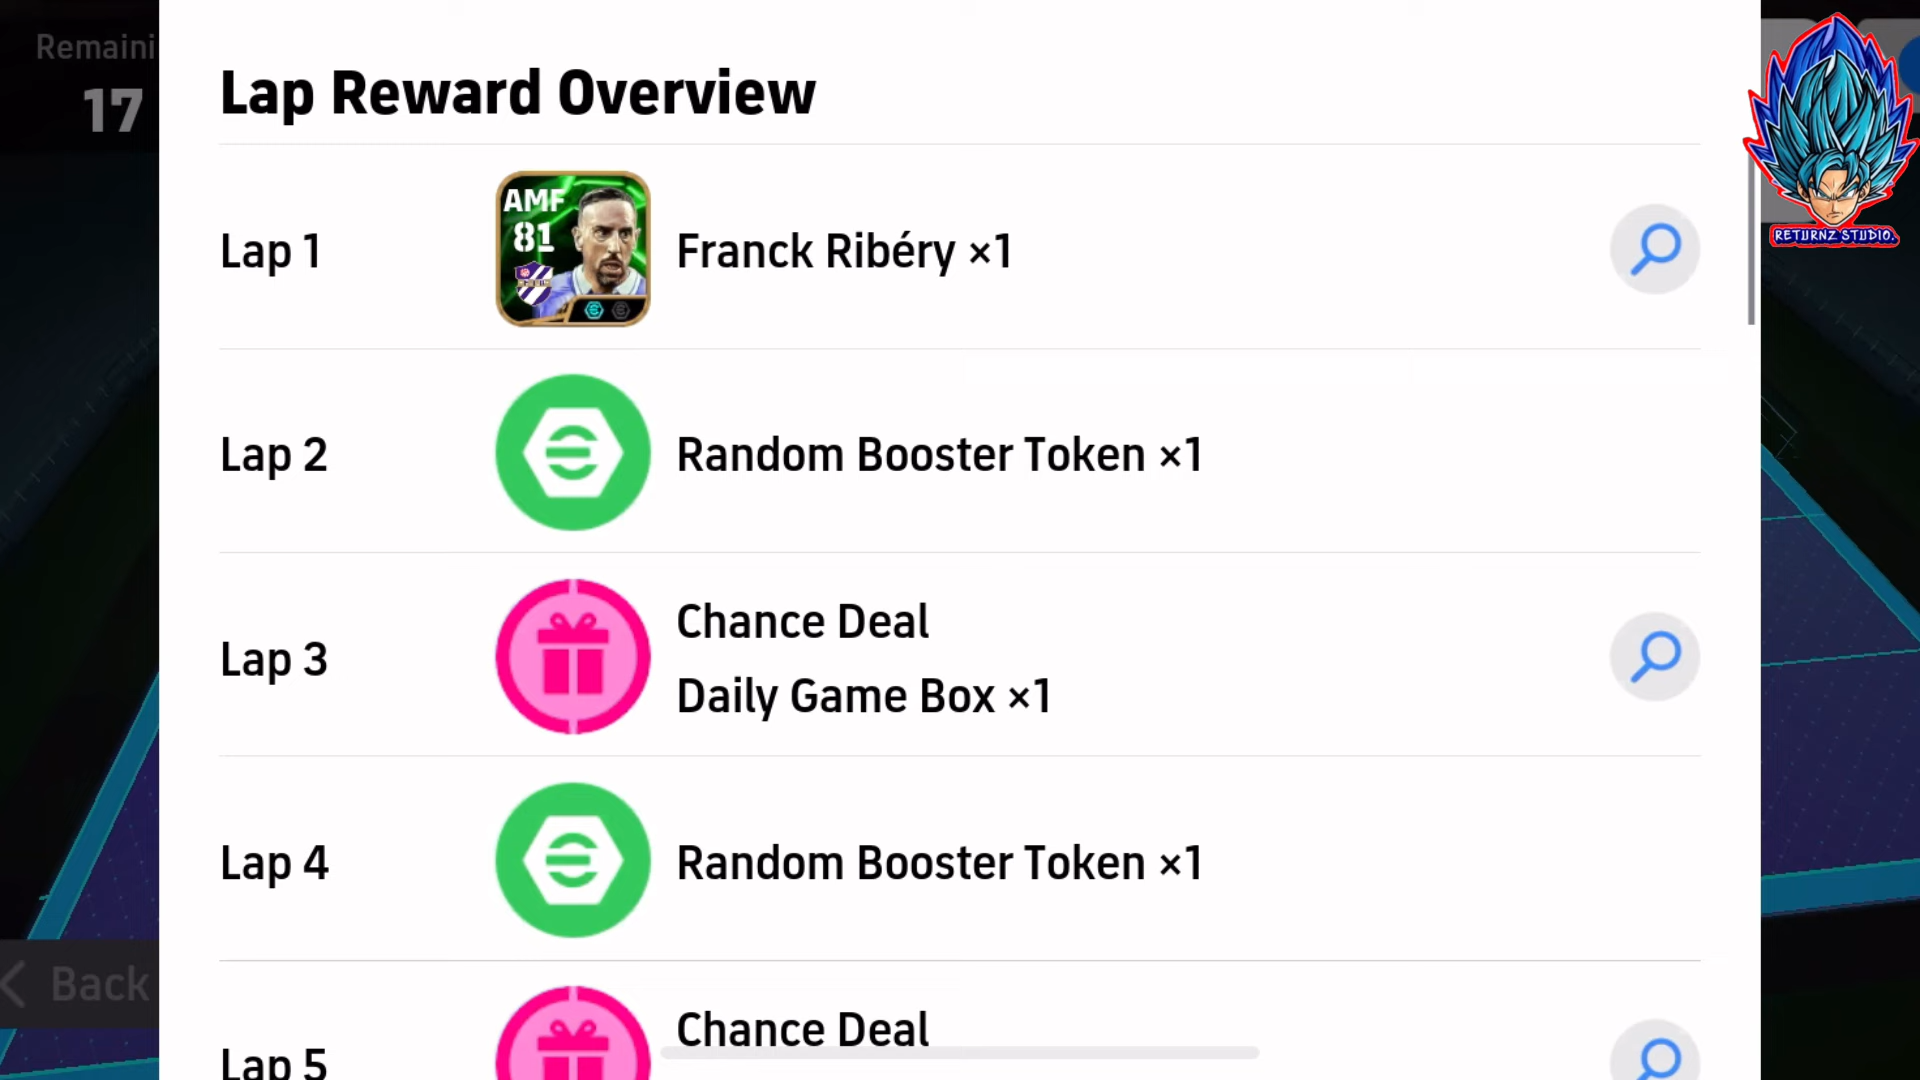 Remaini
17
Lap Reward Overview
Lap 1
AMF
81
Franck Ribéry ×1
Lap 2
Random Booster Token ×1
Lap 3
Chance Deal
Daily Game Box ×1
Lap 4
Random Booster Token ×1
Back
Lap 5
Chance Deal
RETURNZ STUDIO.